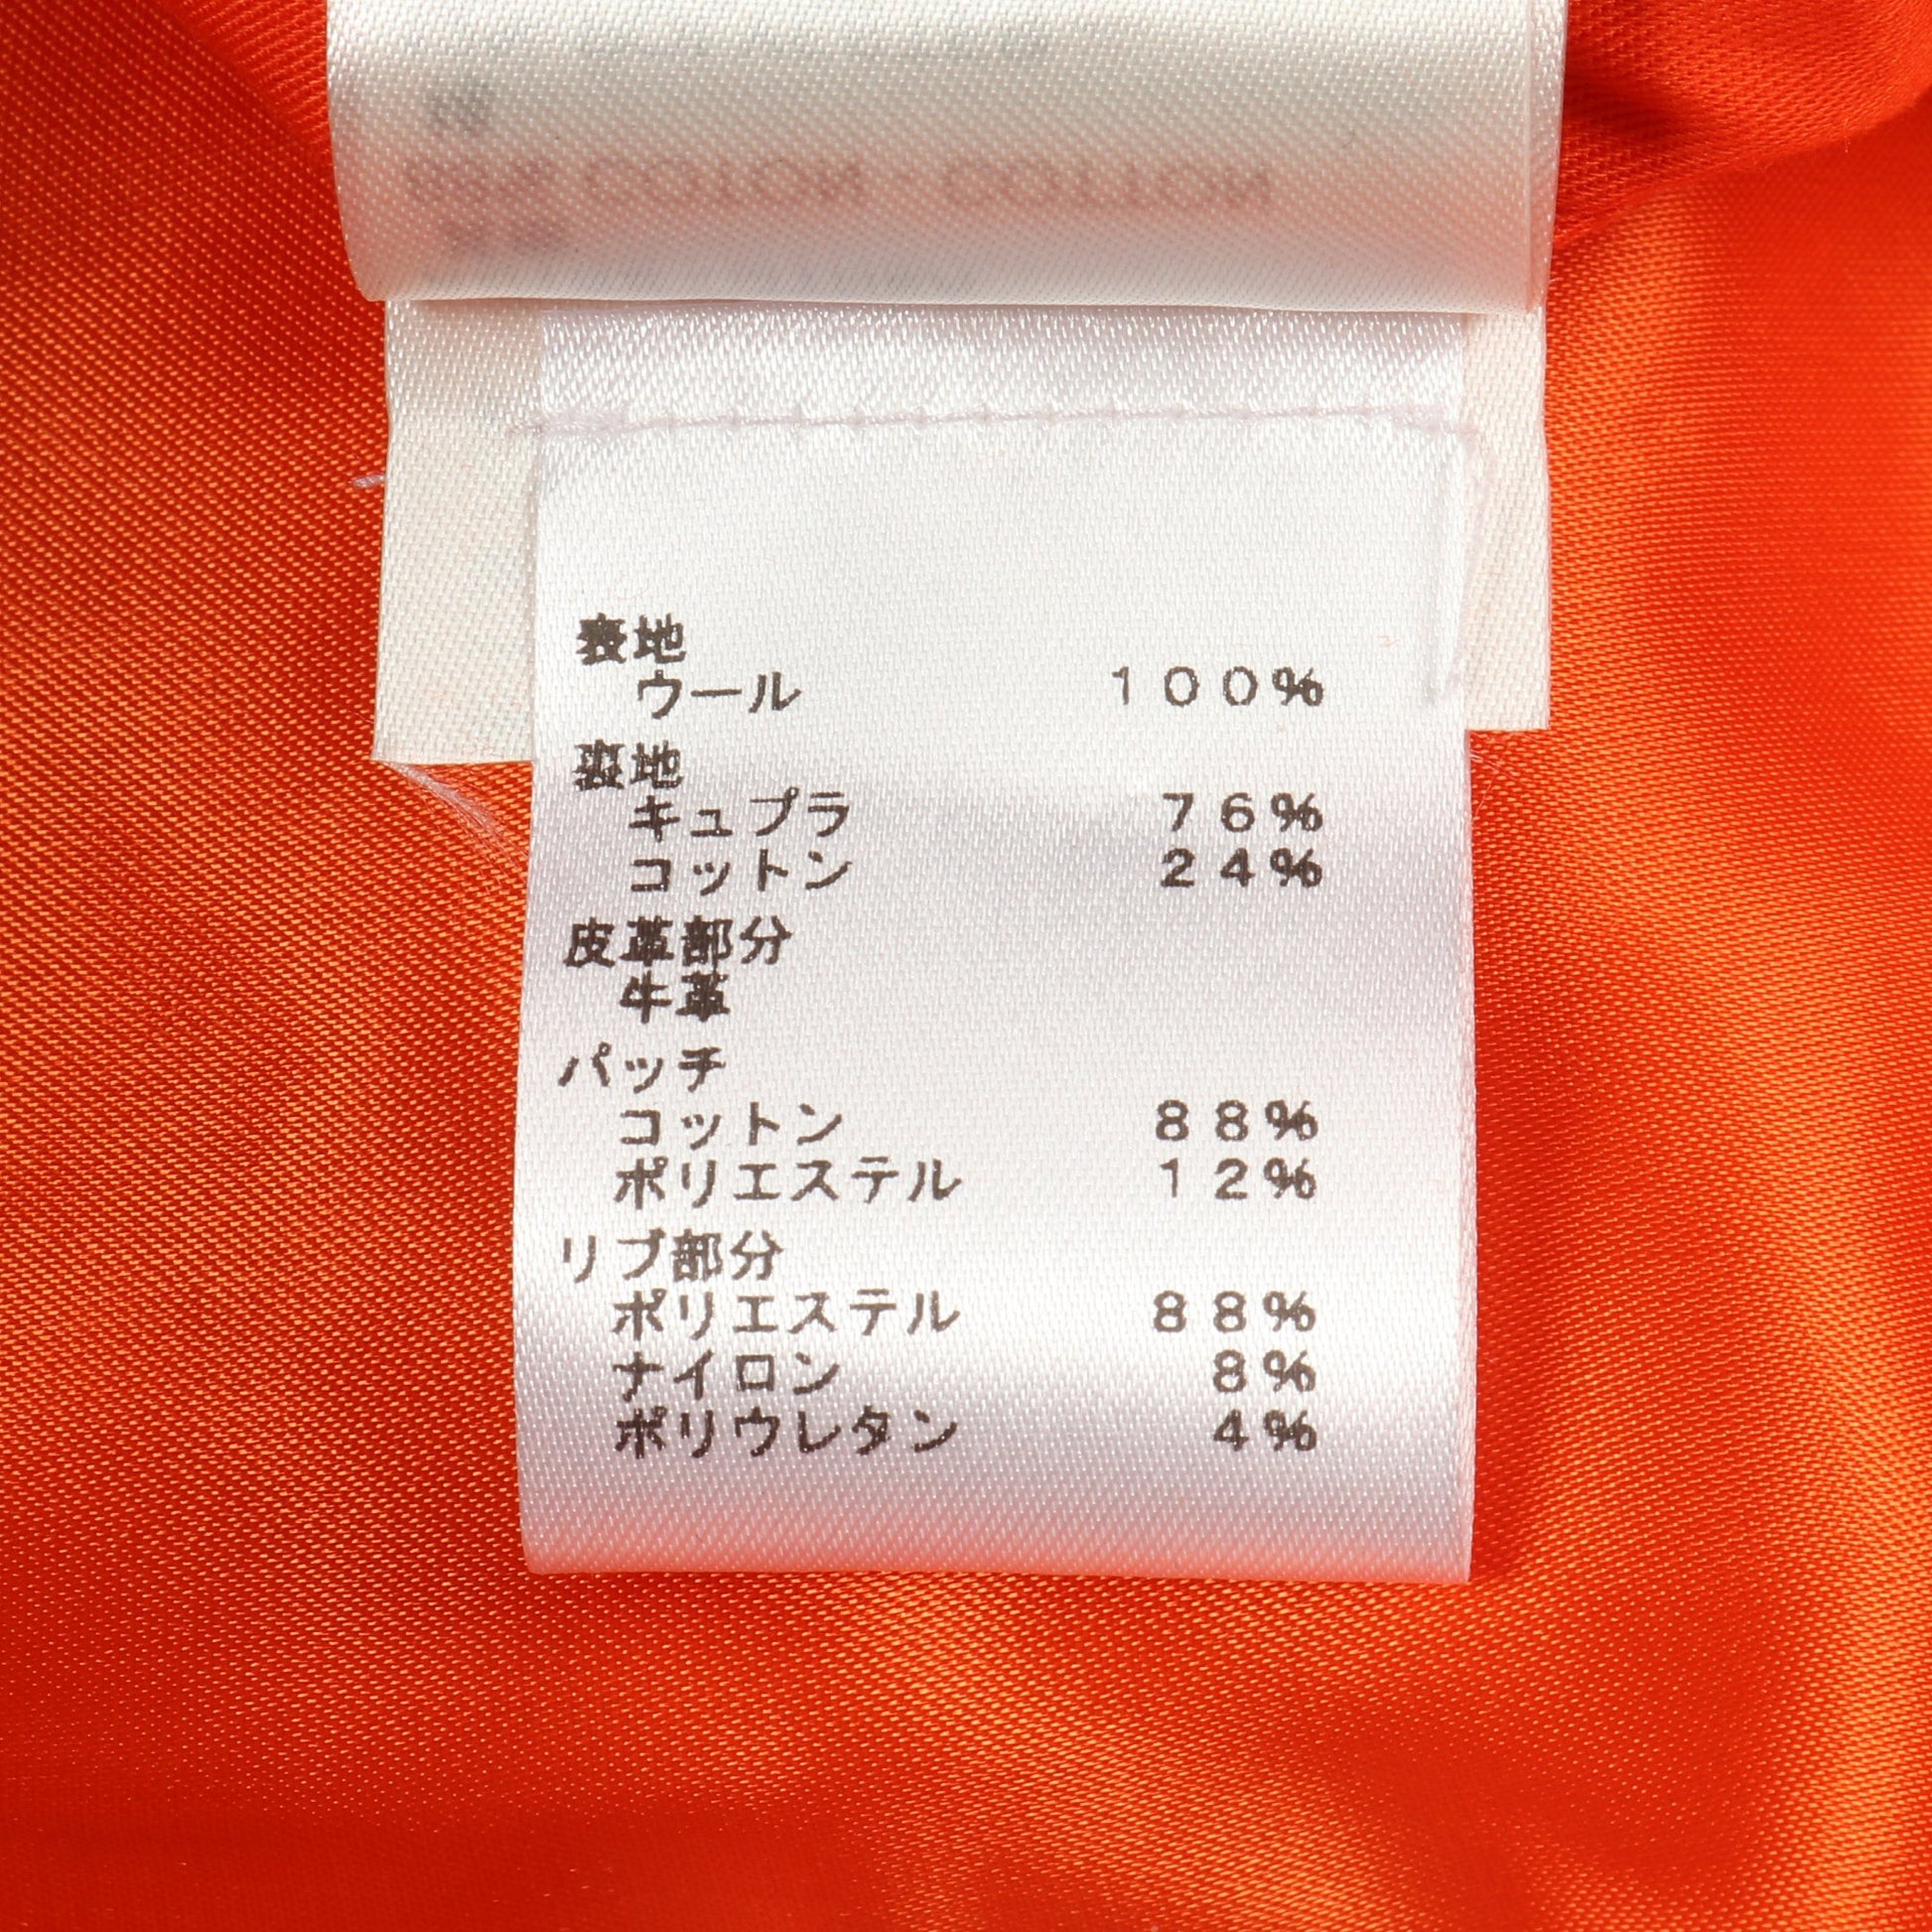 表地
ウール 100%
裏地
キュプラ 76%
コットン 24%
皮革部分
牛革
パッチ
コットン 88%
ポリエステル 12%
リブ部分
ポリエステル 88%
ナイロン 8%
ポリウレタン 4%